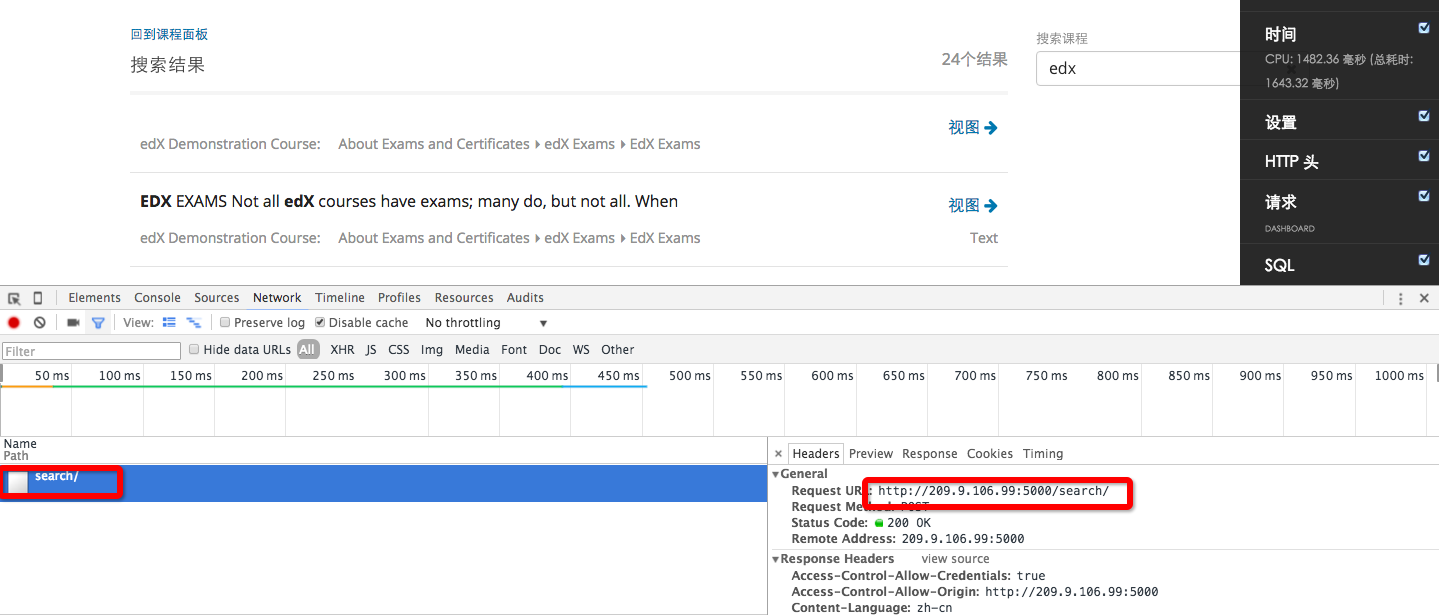 回到课程面板
搜索结果
24个结果
搜索课程
edx
视图
edX Demonstration Course: About Exams and Certificates edX Exams EdX Exams
EDX EXAMS Not all edX courses have exams; many do, but not all. When
视图
edX Demonstration Course: About Exams and Certificates edX Exams EdX Exams
Text
时间
CPU: 1482.36 毫秒 (总耗时:
1643.32 毫秒)
设置
HTTP 头
请求
DASHBOARD
SQL
Elements Console Sources Network Timeline Profiles Resources Audits
View: Preserve log Disable cache No throttling
Filter Hide data URLs All XHR JS CSS Img Media Font Doc WS Other
50 ms 100 ms 150 ms 200 ms 250 ms 300 ms 350 ms 400 ms 450 ms 500 ms 550 ms 600 ms 650 ms 700 ms 750 ms 800 ms 850 ms 900 ms 950 ms 1000 ms
Name
Path
search/
× Headers Preview Response Cookies Timing
General
Request URL: http://209.9.106.99:5000/search/
Request Method: POST
Status Code: 200 OK
Remote Address: 209.9.106.99:5000
Response Headers view source
Access-Control-Allow-Credentials: true
Access-Control-Allow-Origin: http://209.9.106.99:5000
Content-Language: zh-cn